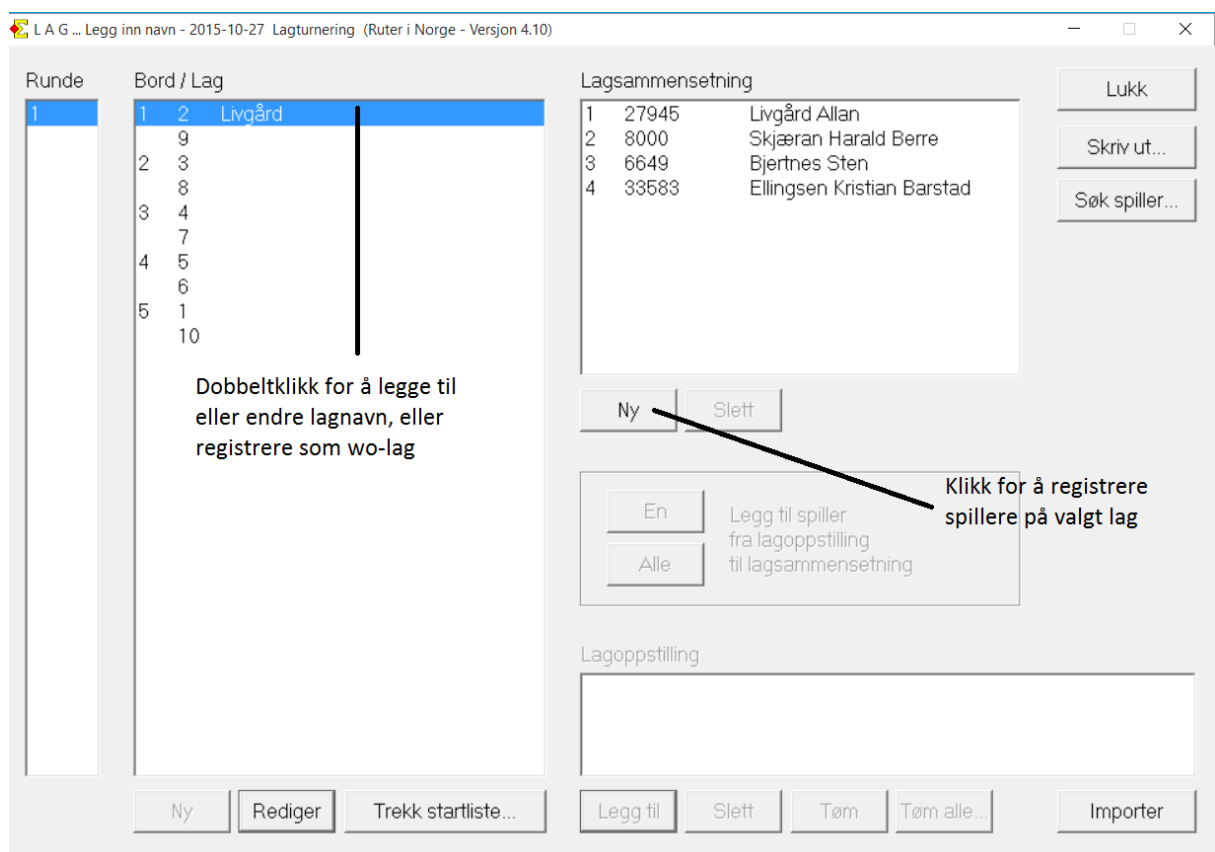 L A G ... Legg inn navn - 2015-10-27 Lagturnering (Ruter i Norge - Versjon 4.10)
Runde
1
Bord / Lag
1 2 Livgård
9
2 3
8
3 4
7
4 5
6
5 1
10
Dobbeltklikk for å legge til
eller endre lagnavn, eller
registrere som wo-lag
Ny Rediger Trekk startliste...
Lagsammensetning
1 27945 Livgård Allan
2 8000 Skjæran Harald Berre
3 6649 Bjertnes Sten
4 33583 Ellingsen Kristian Barstad
Ny Slett
Klikk for å registrere
spillere på valgt lag
En
Alle
Legg til spiller
fra lagoppstilling
til lagsammensetning
Lagoppstilling
Legg til Slett Tøm Tøm alle...
Lukk
Skriv ut...
Søk spiller...
Importer